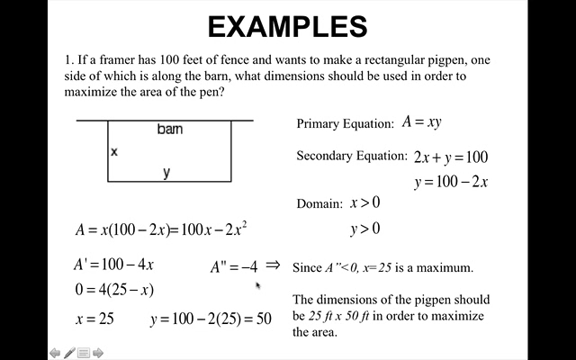 EXAMPLES
1. If a framer has 100 feet of fence and wants to make a rectangular pigpen, one
side of which is along the barn, what dimensions should be used in order to
maximize the area of the pen?
barn
x
y
Primary Equation: A = xy
Secondary Equation: 2x + y = 100
y = 100 − 2x
Domain: x > 0
y > 0
A = x(100 − 2x) = 100x − 2x²
A' = 100 − 4x
A" = −4 ⇒ Since A"<0, x=25 is a maximum.
0 = 4(25 − x)
x = 25 y = 100 − 2(25) = 50
The dimensions of the pigpen should
be 25 ft x 50 ft in order to maximize
the area.